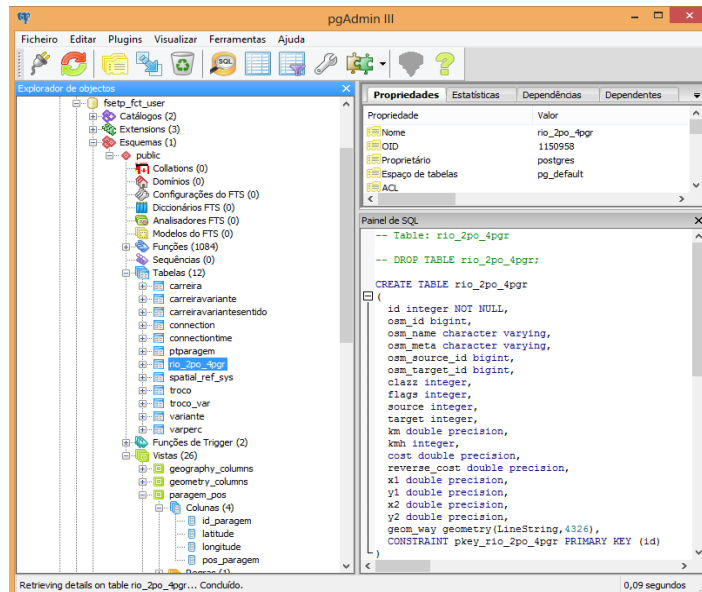 pgAdmin III
Ficheiro Editar Plugins Visualizar Ferramentas Ajuda
SQL
Explorador de objectos
fsetp_fct_user
Catálogos (2)
Extensions (3)
Esquemas (1)
public
Collations (0)
Domínios (0)
Configurações do FTS (0)
Diccionários FTS (0)
Analisadores FTS (0)
Modelos do FTS (0)
Funções (1084)
Sequências (0)
Tabelas (12)
carreira
carreiravariante
carreiravariantesentido
connection
connectiontime
ptparagem
rio_2po_4pgr
spatial_ref_sys
troco
troco_var
variante
varperc
Funções de Trigger (2)
Vistas (26)
geography_columns
geometry_columns
paragem_pos
Colunas (4)
id_paragem
latitude
longitude
pos_paragem
Regras (1)
Propriedades Estatísticas Dependências Dependentes
Propriedade Valor
Nome rio_2po_4pgr
OID 1150958
Proprietário postgres
Espaço de tabelas pg_default
ACL
Painel de SQL
-- Table: rio_2po_4pgr
-- DROP TABLE rio_2po_4pgr;
CREATE TABLE rio_2po_4pgr
(
id integer NOT NULL,
osm_id bigint,
osm_name character varying,
osm_meta character varying,
osm_source_id bigint,
osm_target_id bigint,
clazz integer,
flags integer,
source integer,
target integer,
km double precision,
kmh integer,
cost double precision,
reverse_cost double precision,
x1 double precision,
y1 double precision,
x2 double precision,
y2 double precision,
geom_way geometry(LineString,4326),
CONSTRAINT pkey_rio_2po_4pgr PRIMARY KEY (id)
)
Retrieving details on table rio_2po_4pgr... Concluído. 0,09 segundos